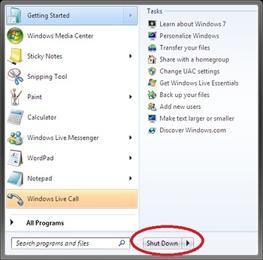 Getting Started
Windows Media Center
Sticky Notes
Snipping Tool
Paint
Calculator
Windows Live Messenger
WordPad
Notepad
Windows Live Call
All Programs
Search programs and files
Tasks
Learn about Windows 7
Personalize Windows
Transfer your files
Share with a homegroup
Change UAC settings
Get Windows Live Essentials
Back up your files
Add new users
Make text larger or smaller
Discover Windows.com
Shut Down